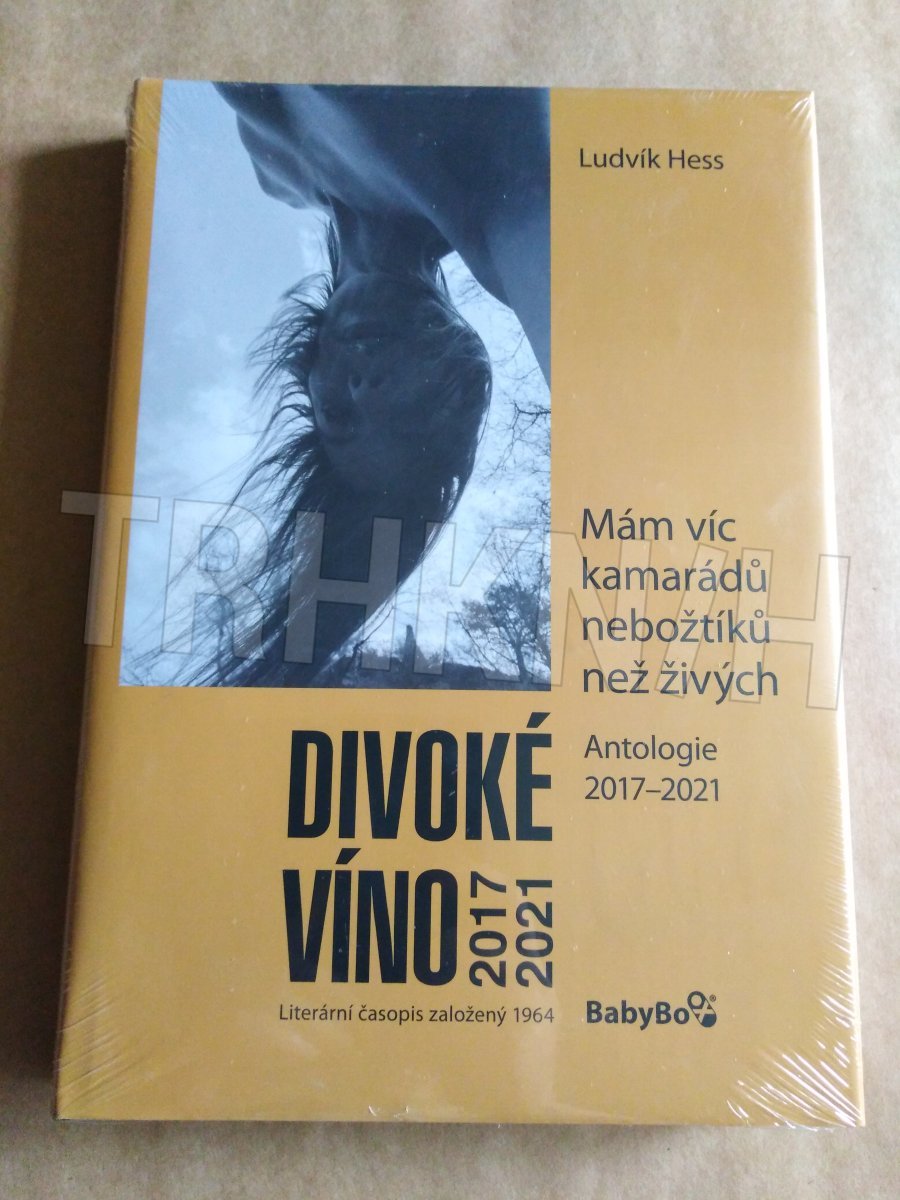 Ludvík Hess
Mám víc
kamarádů
nebožtíků
než živých
Antologie
2017–2021
DIVOKÉ
VÍNO
2017
2021
Literární časopis založený 1964
BabyBox®
TRHKNIH